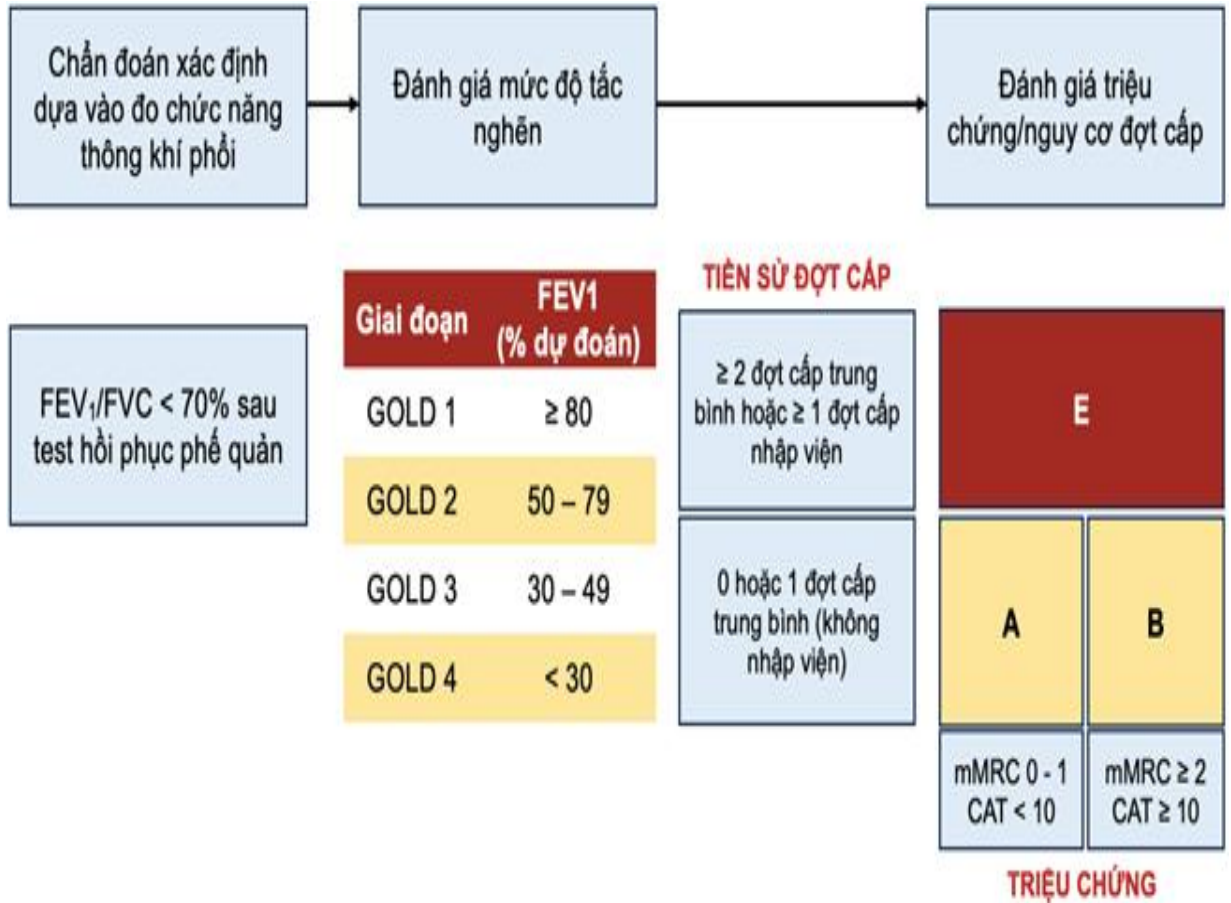 Chẩn đoán xác định
dựa vào đo chức năng
thông khí phổi
Đánh giá mức độ tắc
nghẽn
Đánh giá triệu
chứng/nguy cơ đợt cấp
FEV₁/FVC < 70% sau
test hồi phục phế quản
Giai đoạn
FEV1
(% dự đoán)
GOLD 1 ≥ 80
GOLD 2 50 – 79
GOLD 3 30 – 49
GOLD 4 < 30
TIỀN SỬ ĐỢT CẤP
≥ 2 đợt cấp trung
bình hoặc ≥ 1 đợt cấp
nhập viện
0 hoặc 1 đợt cấp
trung bình (không
nhập viện)
E
A
B
mMRC 0 - 1
CAT < 10
mMRC ≥ 2
CAT ≥ 10
TRIỆU CHỨNG